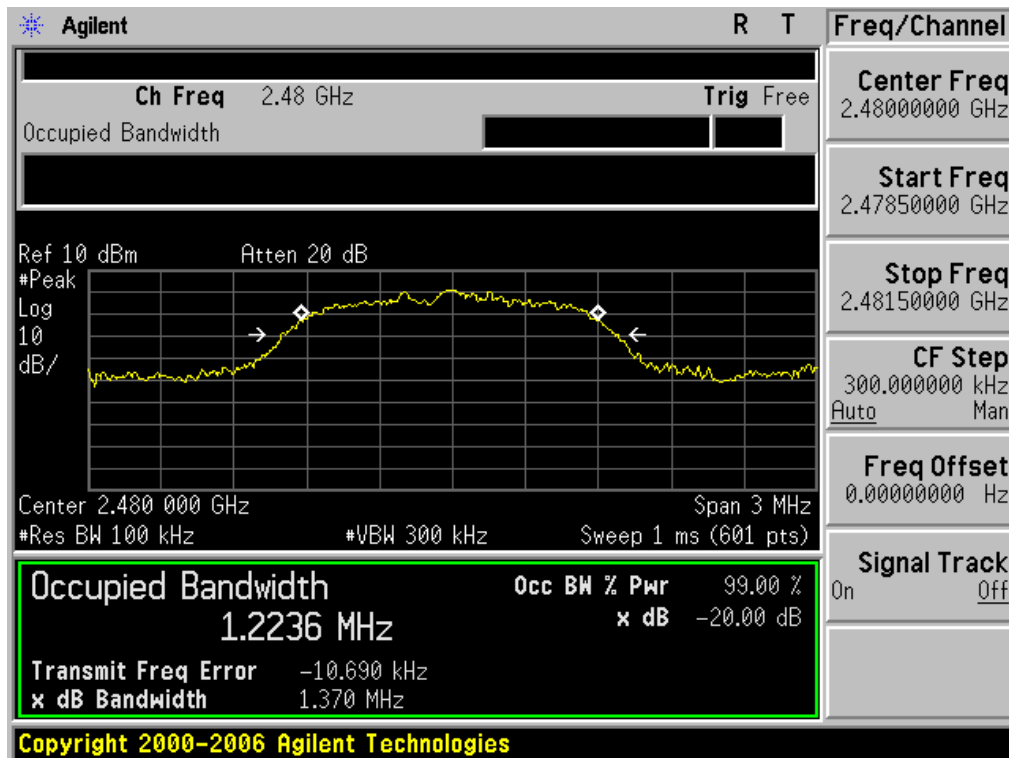 Agilent R T Freq/Channel
Ch Freq 2.48 GHz Trig Free
Occupied Bandwidth
Center Freq
2.48000000 GHz
Start Freq
2.47850000 GHz
Stop Freq
2.48150000 GHz
CF Step
300.000000 kHz
Auto Man
Freq Offset
0.00000000 Hz
Signal Track
On Off
Ref 10 dBm Atten 20 dB
#Peak
Log
10
dB/
Center 2.480 000 GHz Span 3 MHz
#Res BW 100 kHz #VBW 300 kHz Sweep 1 ms (601 pts)
Occupied Bandwidth Occ BW % Pwr 99.00 %
1.2236 MHz x dB -20.00 dB
Transmit Freq Error -10.690 kHz
x dB Bandwidth 1.370 MHz
Copyright 2000-2006 Agilent Technologies